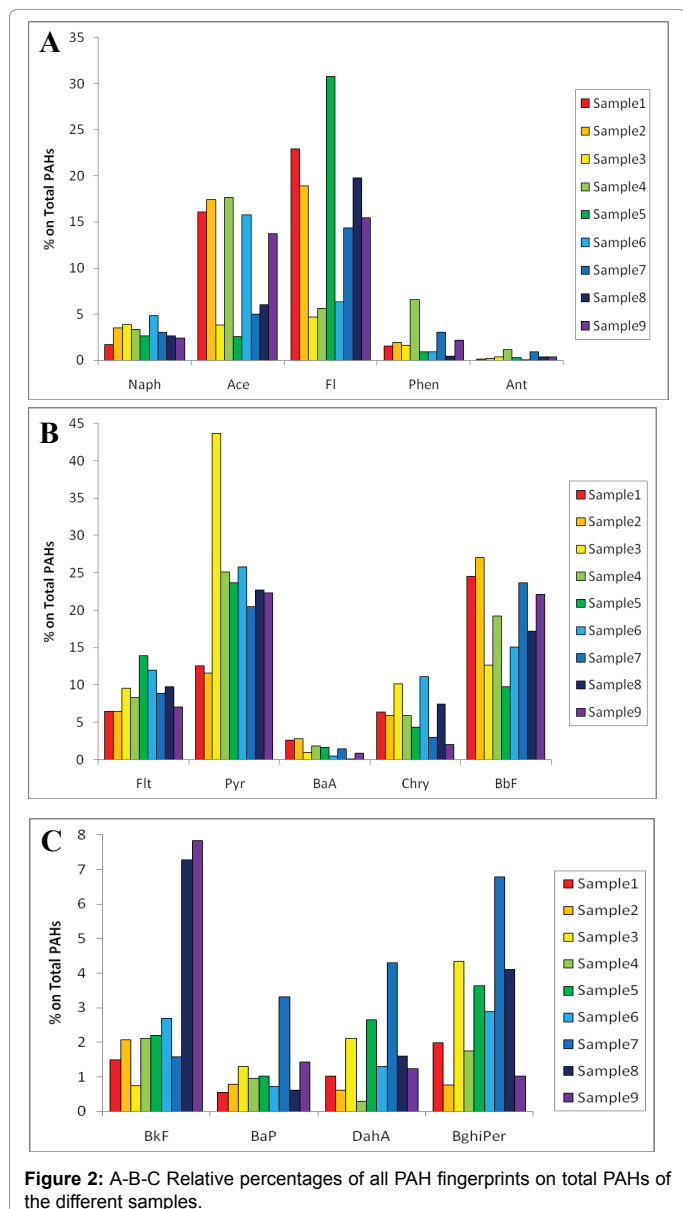 A
35
30
25
20
15
10
5
0
% on Total PAHs
Naph Ace Fl Phen Ant
Sample1
Sample2
Sample3
Sample4
Sample5
Sample6
Sample7
Sample8
Sample9
B
45
40
35
30
25
20
15
10
5
0
% on Total PAHs
Flt Pyr BaA Chry BbF
Sample1
Sample2
Sample3
Sample4
Sample5
Sample6
Sample7
Sample8
Sample9
C
8
7
6
5
4
3
2
1
0
% on Total PAHs
BkF BaP DahA BghiPer
Sample1
Sample2
Sample3
Sample4
Sample5
Sample6
Sample7
Sample8
Sample9
Figure 2: A-B-C Relative percentages of all PAH fingerprints on total PAHs of
the different samples.